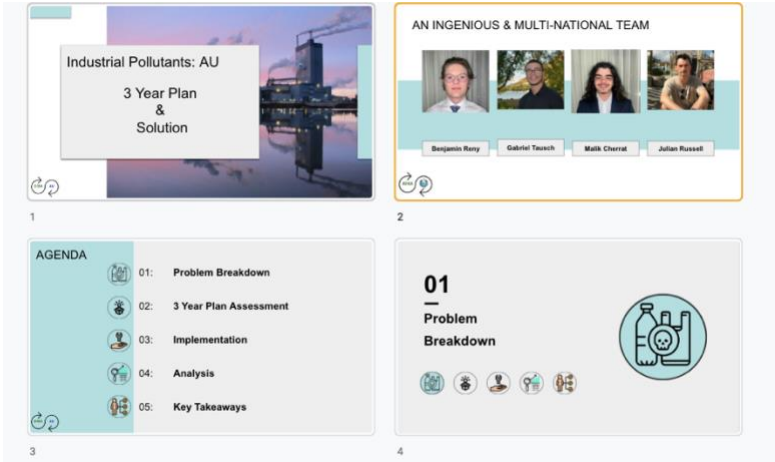 Industrial Pollutants: AU
3 Year Plan
&
Solution
1
AN INGENIOUS & MULTI-NATIONAL TEAM
Benjamin Reny
Gabriel Tausch
Malik Cherrat
Julian Russell
2
AGENDA
01: Problem Breakdown
02: 3 Year Plan Assessment
03: Implementation
04: Analysis
05: Key Takeaways
3
01
Problem
Breakdown
4